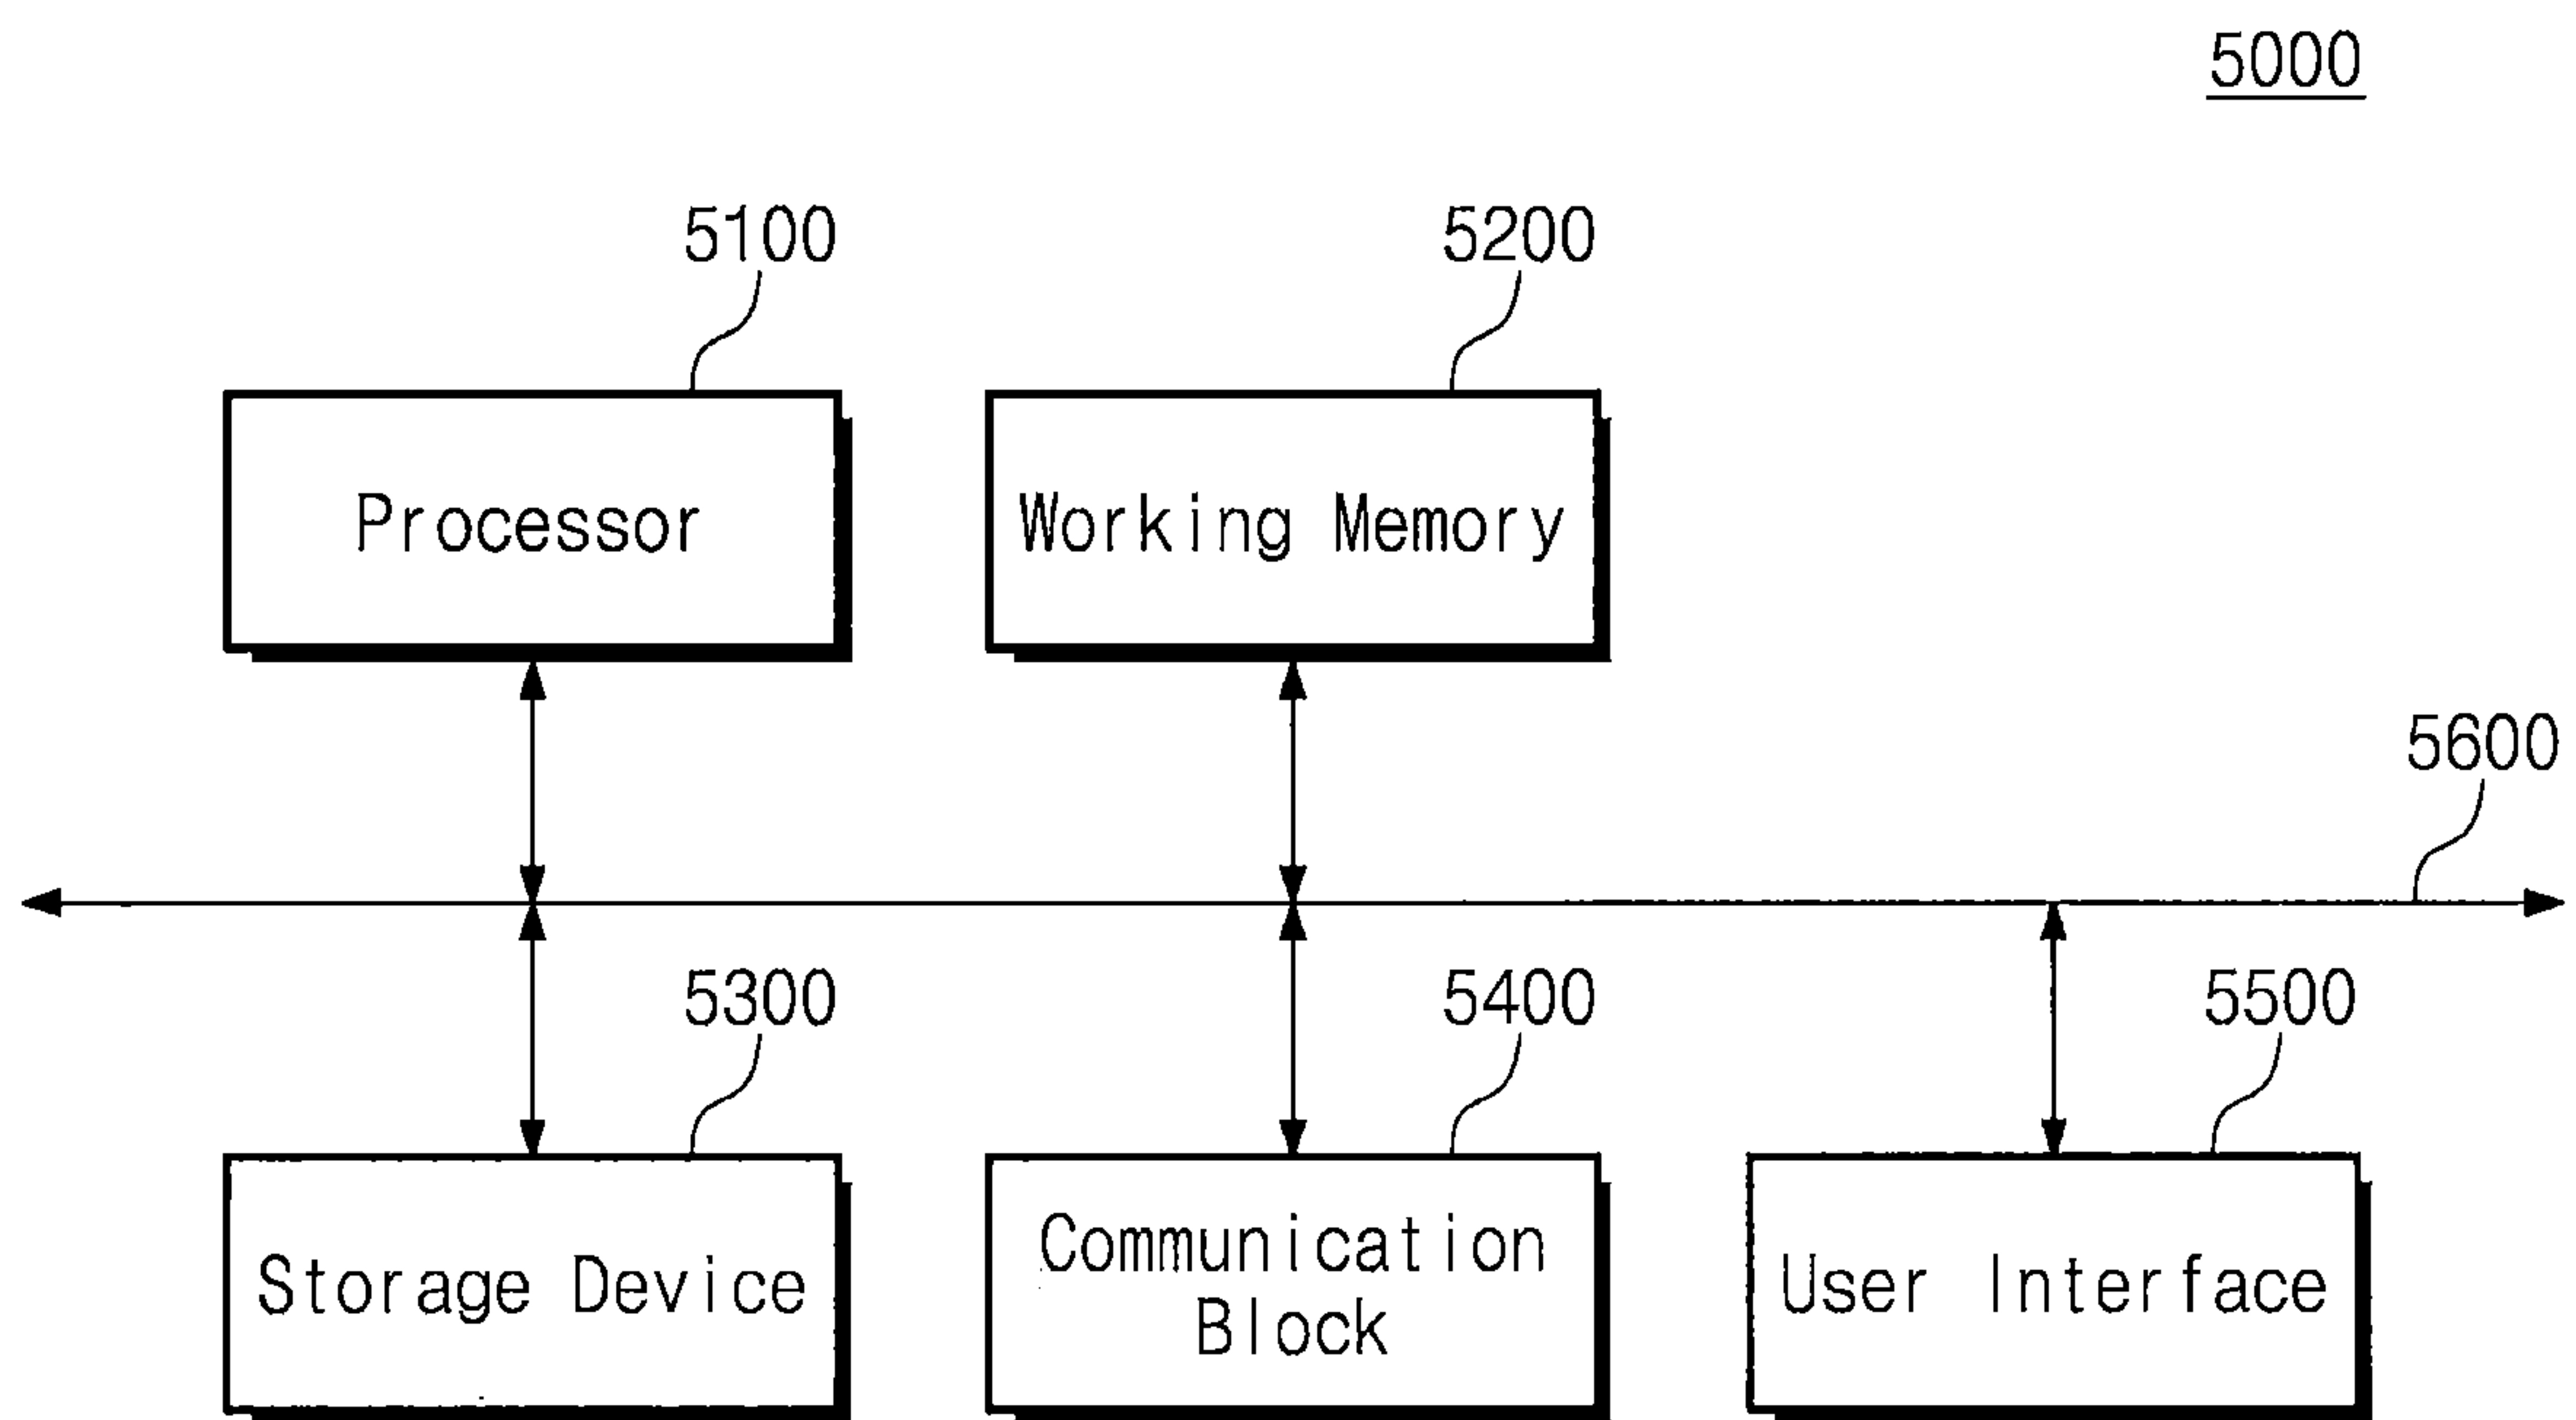 5000
5100
5200
Processor
Working Memory
5600
5300
5400
5500
Storage Device
Communication
Block
User Interface